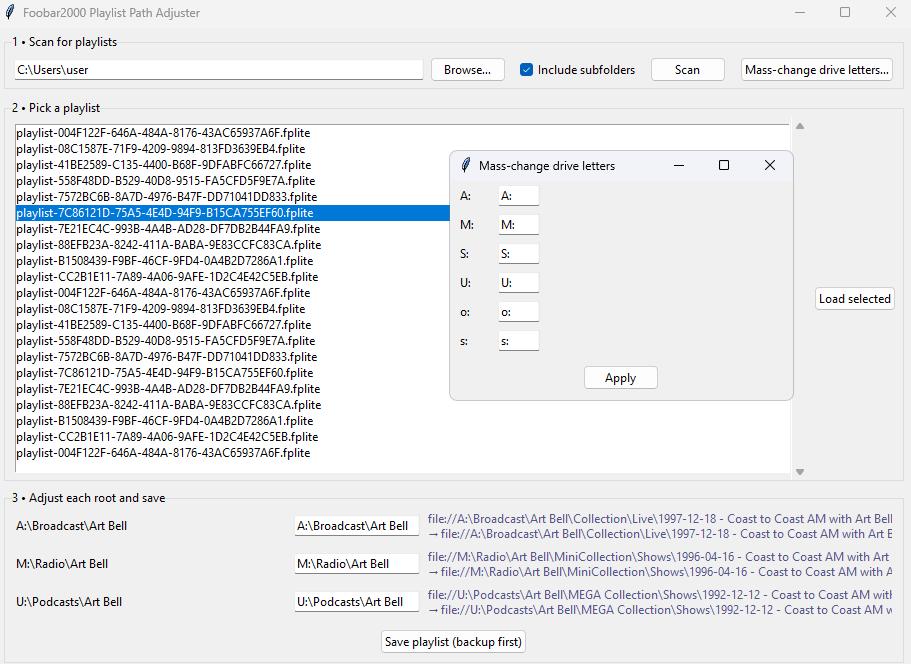 Foobar2000 Playlist Path Adjuster
1 • Scan for playlists
C:\Users\user
Browse...
Include subfolders
Scan
Mass-change drive letters...
2 • Pick a playlist
playlist-004F122F-646A-484A-8176-43AC65937A6F.fplite
playlist-08C1587E-71F9-4209-9894-813FD3639EB4.fplite
playlist-41BE2589-C135-4400-B68F-9DFABFC66727.fplite
playlist-558F48DD-B529-40D8-9515-FA5CFD5F9E7A.fplite
playlist-7572BC6B-8A7D-4976-B47F-DD71041DD833.fplite
playlist-7C86121D-75A5-4E4D-94F9-B15CA755EF60.fplite
playlist-7E21EC4C-993B-4A4B-AD28-DF7DB2B44FA9.fplite
playlist-88EFB23A-8242-411A-BABA-9E83CCFC83CA.fplite
playlist-B1508439-F9BF-46CF-9FD4-0A4B2D7286A1.fplite
playlist-CC2B1E11-7A89-4A06-9AFE-1D2C4E42C5EB.fplite
playlist-004F122F-646A-484A-8176-43AC65937A6F.fplite
playlist-08C1587E-71F9-4209-9894-813FD3639EB4.fplite
playlist-41BE2589-C135-4400-B68F-9DFABFC66727.fplite
playlist-558F48DD-B529-40D8-9515-FA5CFD5F9E7A.fplite
playlist-7572BC6B-8A7D-4976-B47F-DD71041DD833.fplite
playlist-7C86121D-75A5-4E4D-94F9-B15CA755EF60.fplite
playlist-7E21EC4C-993B-4A4B-AD28-DF7DB2B44FA9.fplite
playlist-88EFB23A-8242-411A-BABA-9E83CCFC83CA.fplite
playlist-B1508439-F9BF-46CF-9FD4-0A4B2D7286A1.fplite
playlist-CC2B1E11-7A89-4A06-9AFE-1D2C4E42C5EB.fplite
playlist-004F122F-646A-484A-8176-43AC65937A6F.fplite
Mass-change drive letters
A: A:
M: M:
S: S:
U: U:
o: o:
s: s:
Apply
Load selected
3 • Adjust each root and save
A:\Broadcast\Art Bell
A:\Broadcast\Art Bell
file://A:\Broadcast\Art Bell\Collection\Live\1997-12-18 - Coast to Coast AM with Art Bell
→ file://A:\Broadcast\Art Bell\Collection\Live\1997-12-18 - Coast to Coast AM with Art B
M:\Radio\Art Bell
M:\Radio\Art Bell
file://M:\Radio\Art Bell\MiniCollection\Shows\1996-04-16 - Coast to Coast AM with Art
→ file://M:\Radio\Art Bell\MiniCollection\Shows\1996-04-16 - Coast to Coast AM with A
U:\Podcasts\Art Bell
U:\Podcasts\Art Bell
file://U:\Podcasts\Art Bell\MEGA Collection\Shows\1992-12-12 - Coast to Coast AM with
→ file://U:\Podcasts\Art Bell\MEGA Collection\Shows\1992-12-12 - Coast to Coast AM w
Save playlist (backup first)